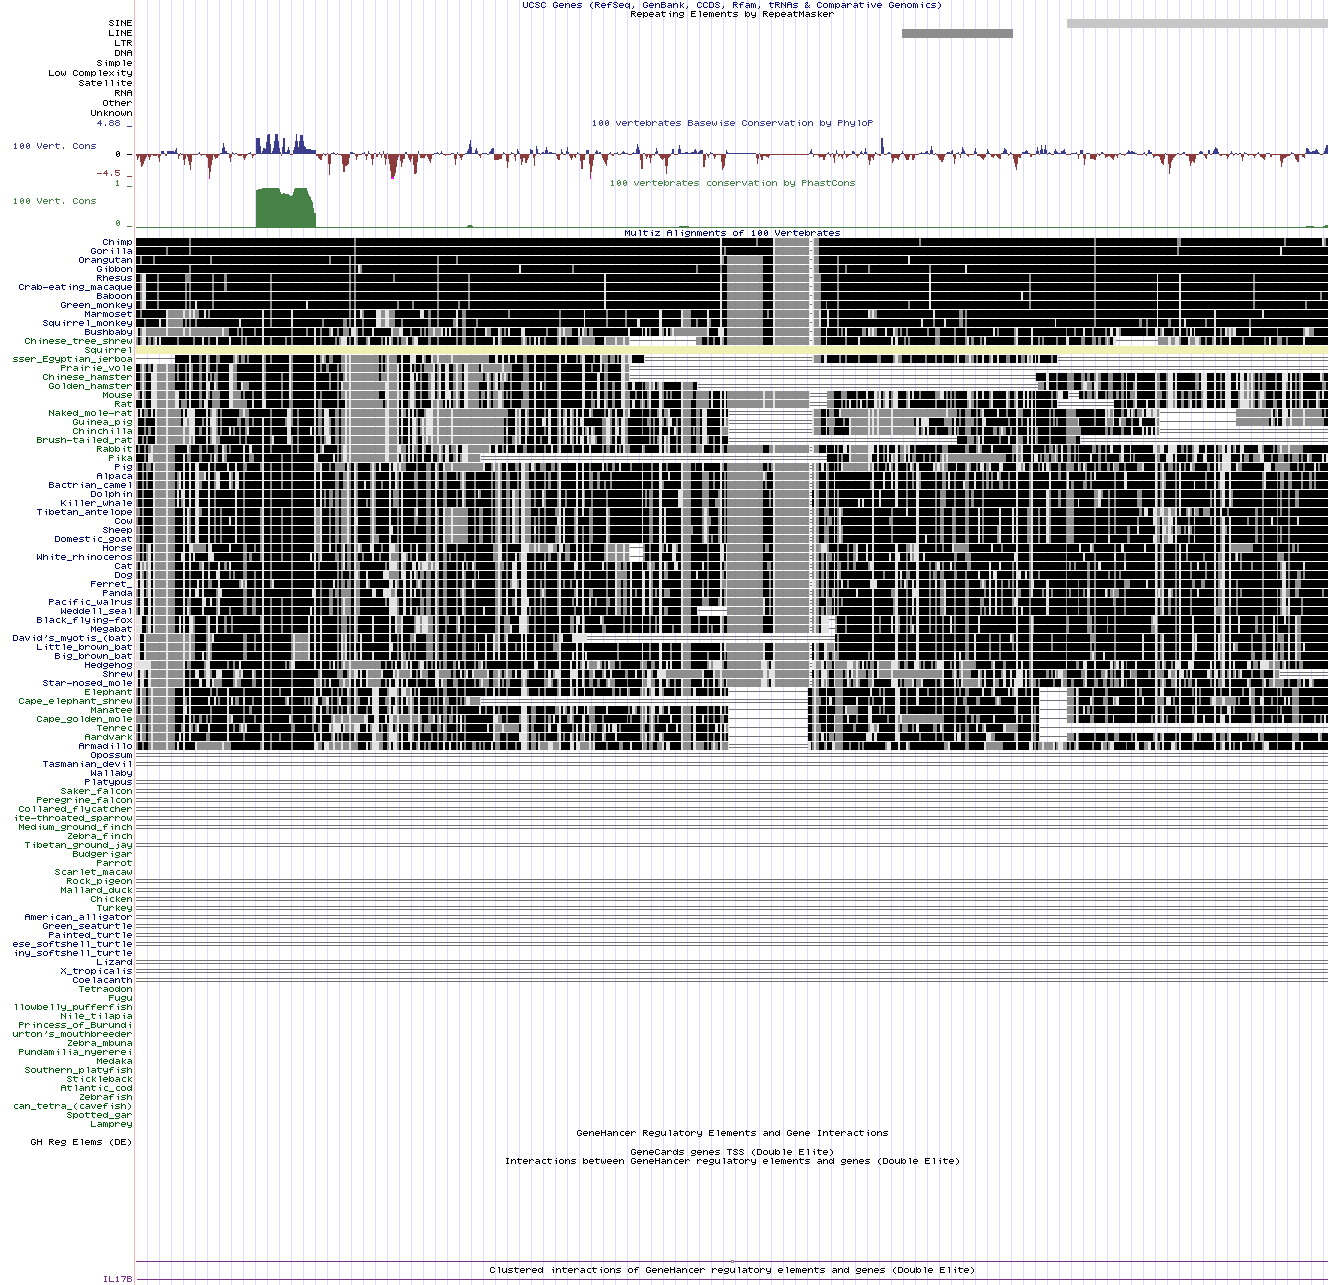 UCSC Genes (RefSeq, GenBank, CCDS, Rfam, tRNAs & Comparative Genomics)
Repeating Elements by RepeatMasker
SINE
LINE
LTR
DNA
Simple
Low Complexity
Satellite
RNA
Other
Unknown
4.88 _
100 vertebrates Basewise Conservation by PhyloP
100 Vert. Cons
0 _
-4.5 _
1 _
100 vertebrates conservation by PhastCons
100 Vert. Cons
0 _
Multiz Alignments of 100 Vertebrates
Chimp
Gorilla
Orangutan
Gibbon
Rhesus
Crab-eating_macaque
Baboon
Green_monkey
Marmoset
Squirrel_monkey
Bushbaby
Chinese_tree_shrew
Squirrel
sser_Egyptian_jerboa
Prairie_vole
Chinese_hamster
Golden_hamster
Mouse
Rat
Naked_mole-rat
Guinea_pig
Chinchilla
Brush-tailed_rat
Rabbit
Pika
Pig
Alpaca
Bactrian_camel
Dolphin
Killer_whale
Tibetan_antelope
Cow
Sheep
Domestic_goat
Horse
White_rhinoceros
Cat
Dog
Ferret_
Panda
Pacific_walrus
Weddell_seal
Black_flying-fox
Megabat
David's_myotis_(bat)
Little_brown_bat
Big_brown_bat
Hedgehog
Shrew
Star-nosed_mole
Elephant
Cape_elephant_shrew
Manatee
Cape_golden_mole
Tenrec
Aardvark
Armadillo
Opossum
Tasmanian_devil
Wallaby
Platypus
Saker_falcon
Peregrine_falcon
Collared_flycatcher
ite-throated_sparrow
Medium_ground_finch
Zebra_finch
Tibetan_ground_jay
Budgerigar
Parrot
Scarlet_macaw
Rock_pigeon
Mallard_duck
Chicken
Turkey
American_alligator
Green_seaturtle
Painted_turtle
ese_softshell_turtle
iny_softshell_turtle
Lizard
X_tropicalis
Coelacanth
Tetraodon
Fugu
llowbelly_pufferfish
Nile_tilapia
Princess_of_Burundi
urton's_mouthbreeder
Zebra_mbuna
Pundamilia_nyererei
Medaka
Southern_platyfish
Stickleback
Atlantic_cod
Zebrafish
can_tetra_(cavefish)
Spotted_gar
Lamprey
GeneHancer Regulatory Elements and Gene Interactions
GH Reg Elems (DE)
GeneCards genes TSS (Double Elite)
Interactions between GeneHancer regulatory elements and genes (Double Elite)
Clustered interactions of GeneHancer regulatory elements and genes (Double Elite)
IL17B